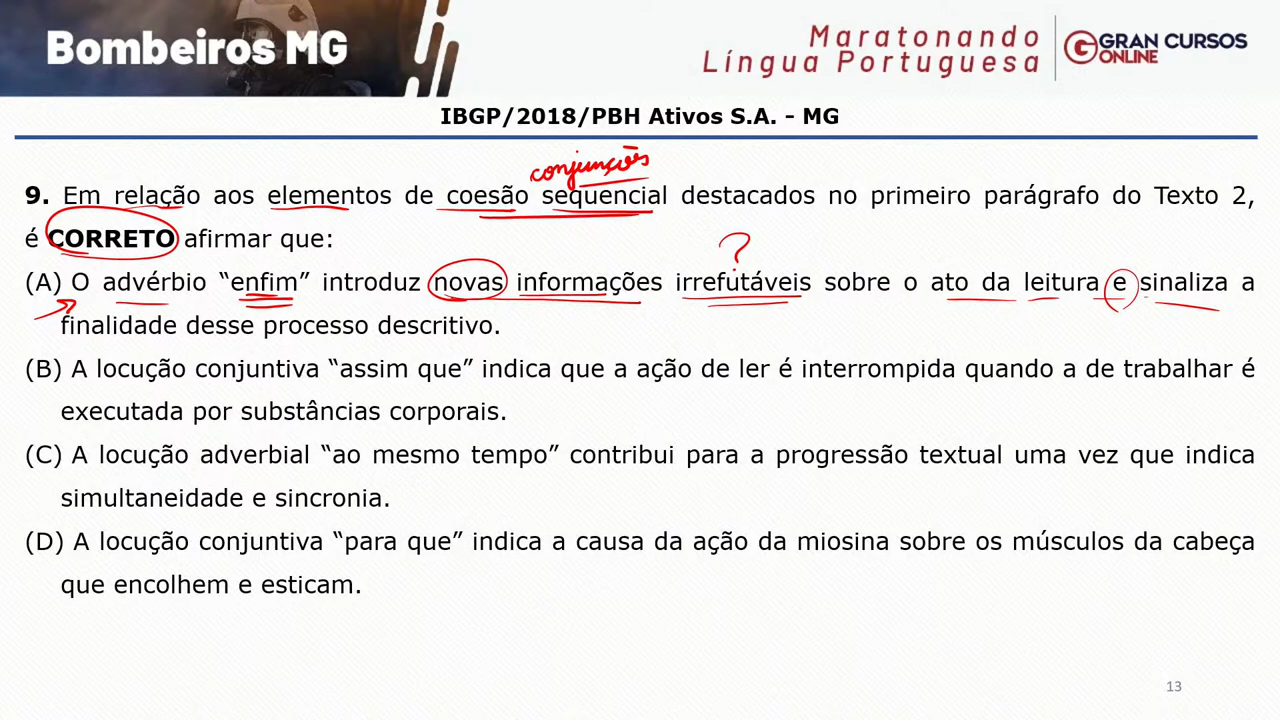 Bombeiros MG
Maratonando
Língua Portuguesa
GRAN CURSOS
ONLINE
IBGP/2018/PBH Ativos S.A. - MG
conjunções
9. Em relação aos elementos de coesão sequencial destacados no primeiro parágrafo do Texto 2,
é CORRETO afirmar que:
?
(A) O advérbio “enfim” introduz novas informações irrefutáveis sobre o ato da leitura e sinaliza a
finalidade desse processo descritivo.
(B) A locução conjuntiva “assim que” indica que a ação de ler é interrompida quando a de trabalhar é
executada por substâncias corporais.
(C) A locução adverbial “ao mesmo tempo” contribui para a progressão textual uma vez que indica
simultaneidade e sincronia.
(D) A locução conjuntiva “para que” indica a causa da ação da miosina sobre os músculos da cabeça
que encolhem e esticam.
13